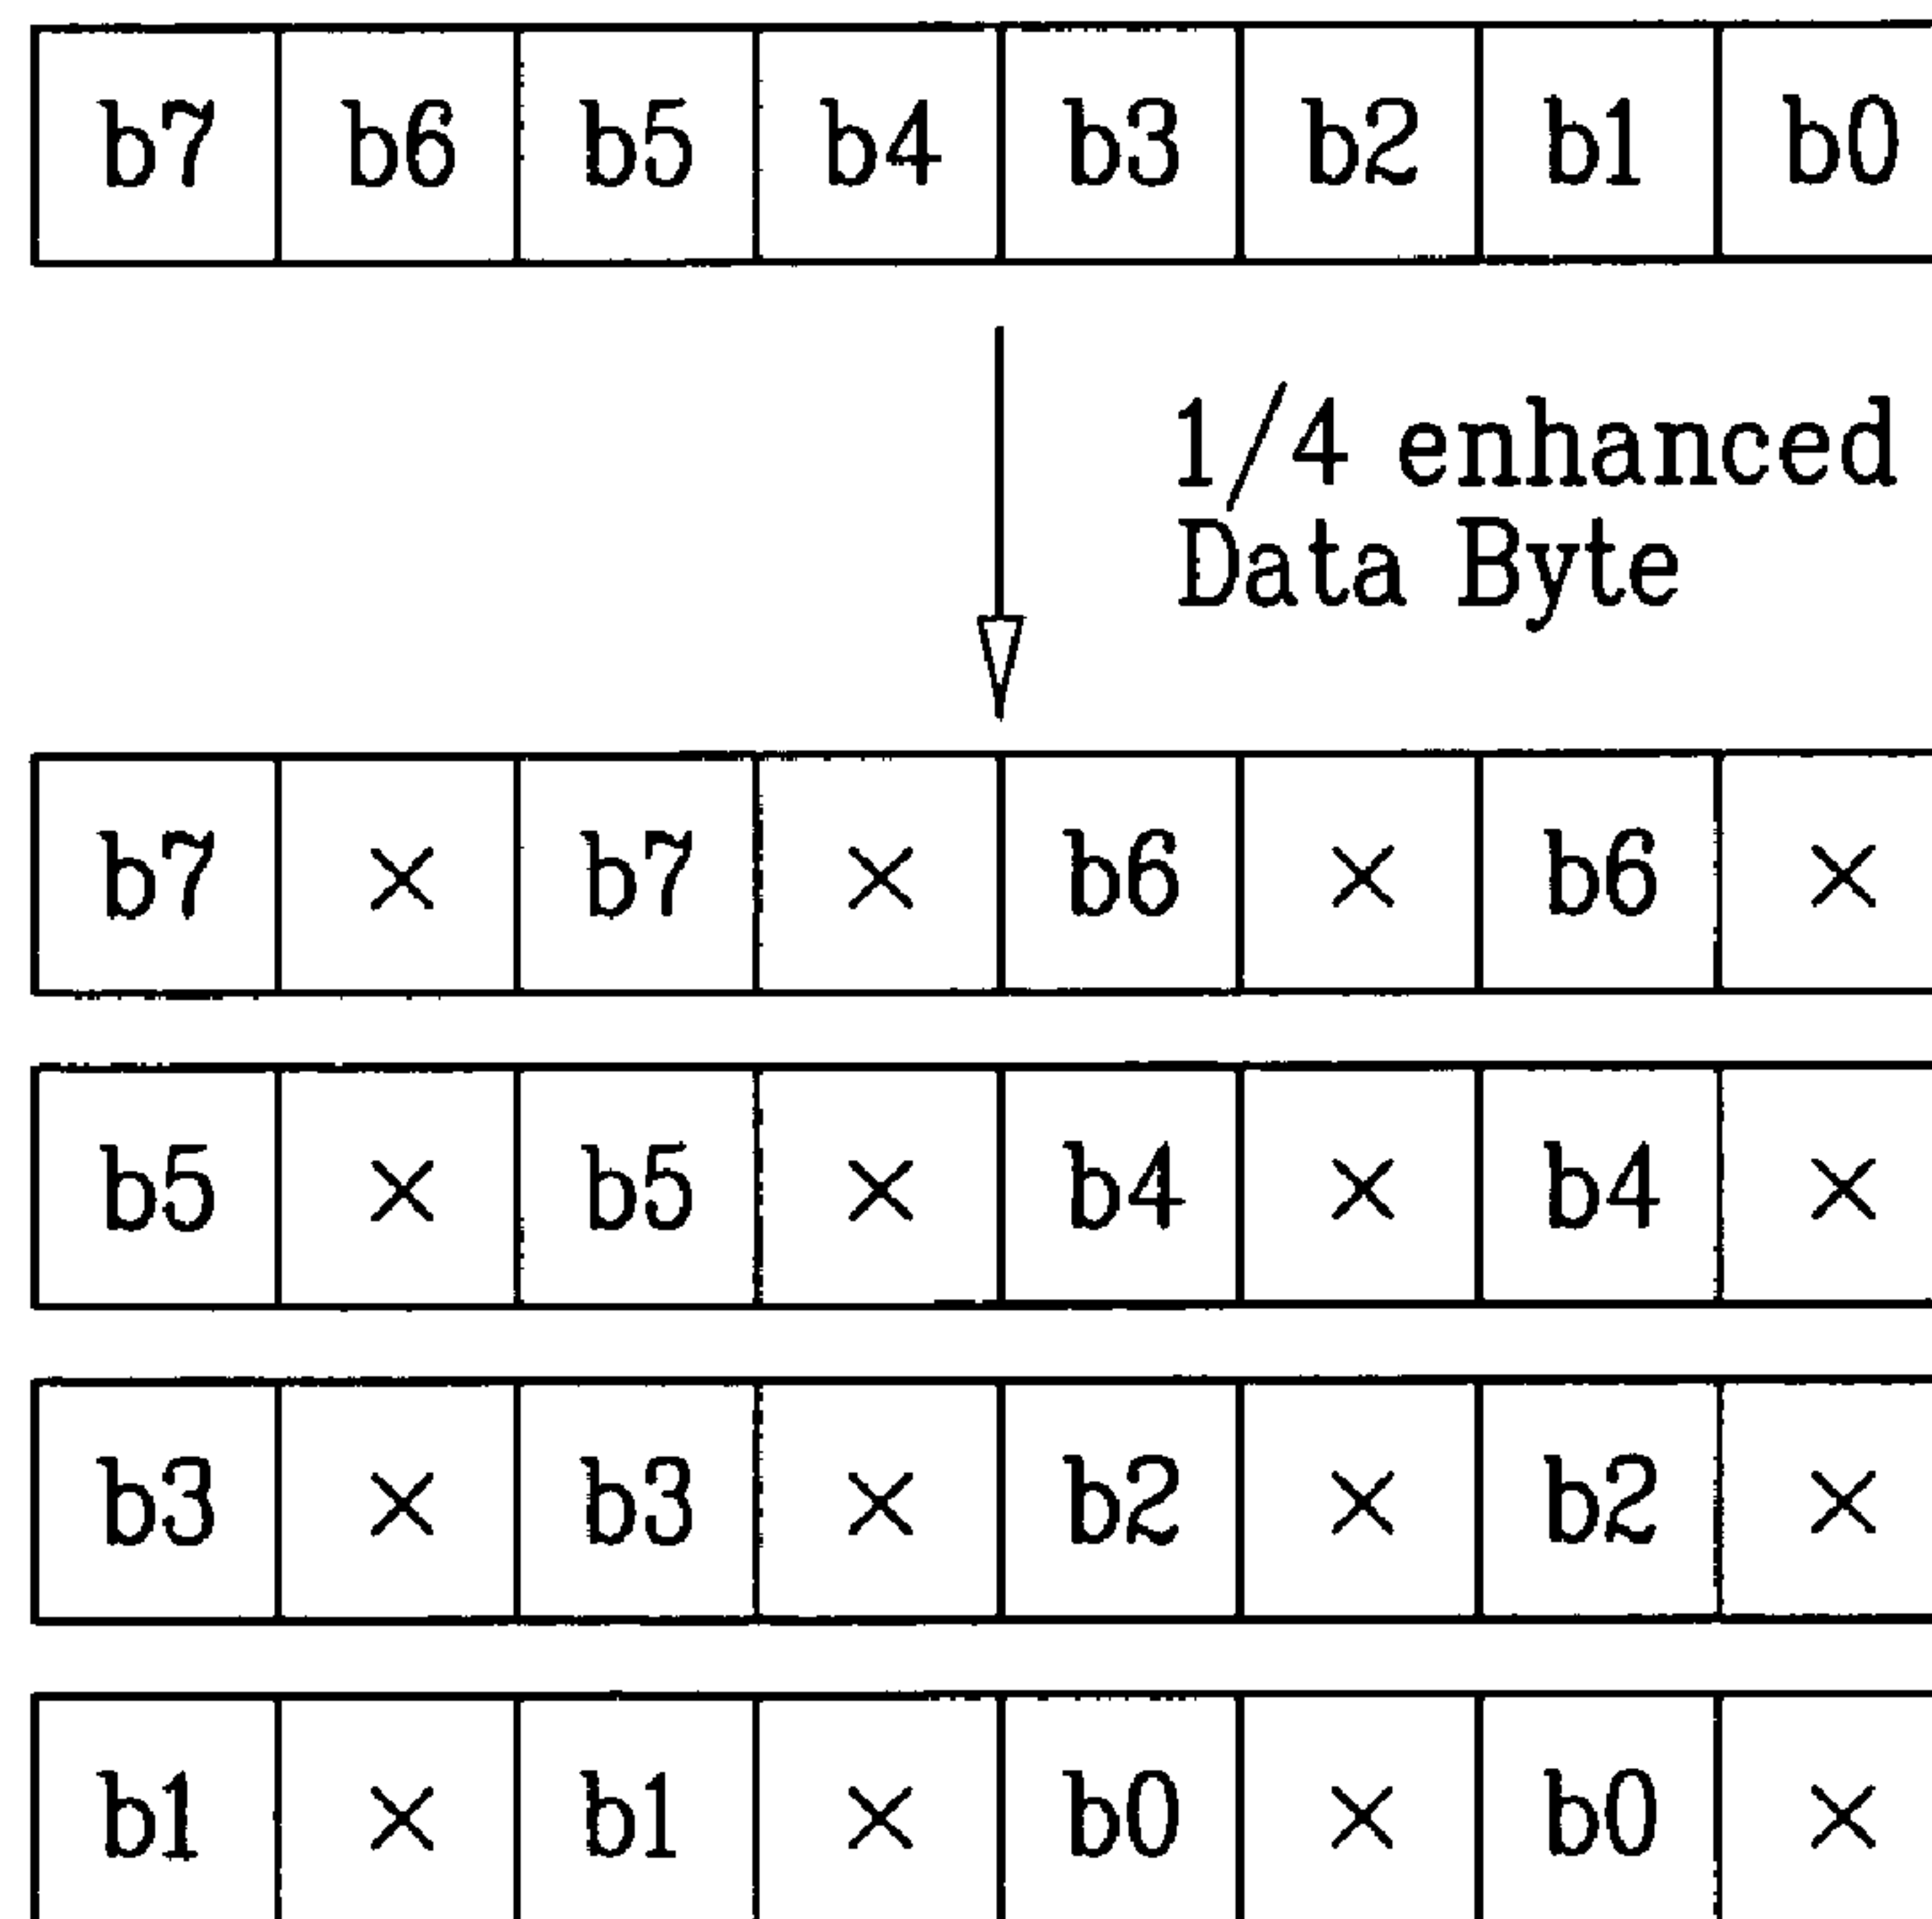 b7 b6 b5 b4 b3 b2 b1 b0
1/4 enhanced
Data Byte
b7 × b7 × b6 × b6 ×
b5 × b5 × b4 × b4 ×
b3 × b3 × b2 × b2 ×
b1 × b1 × b0 × b0 ×